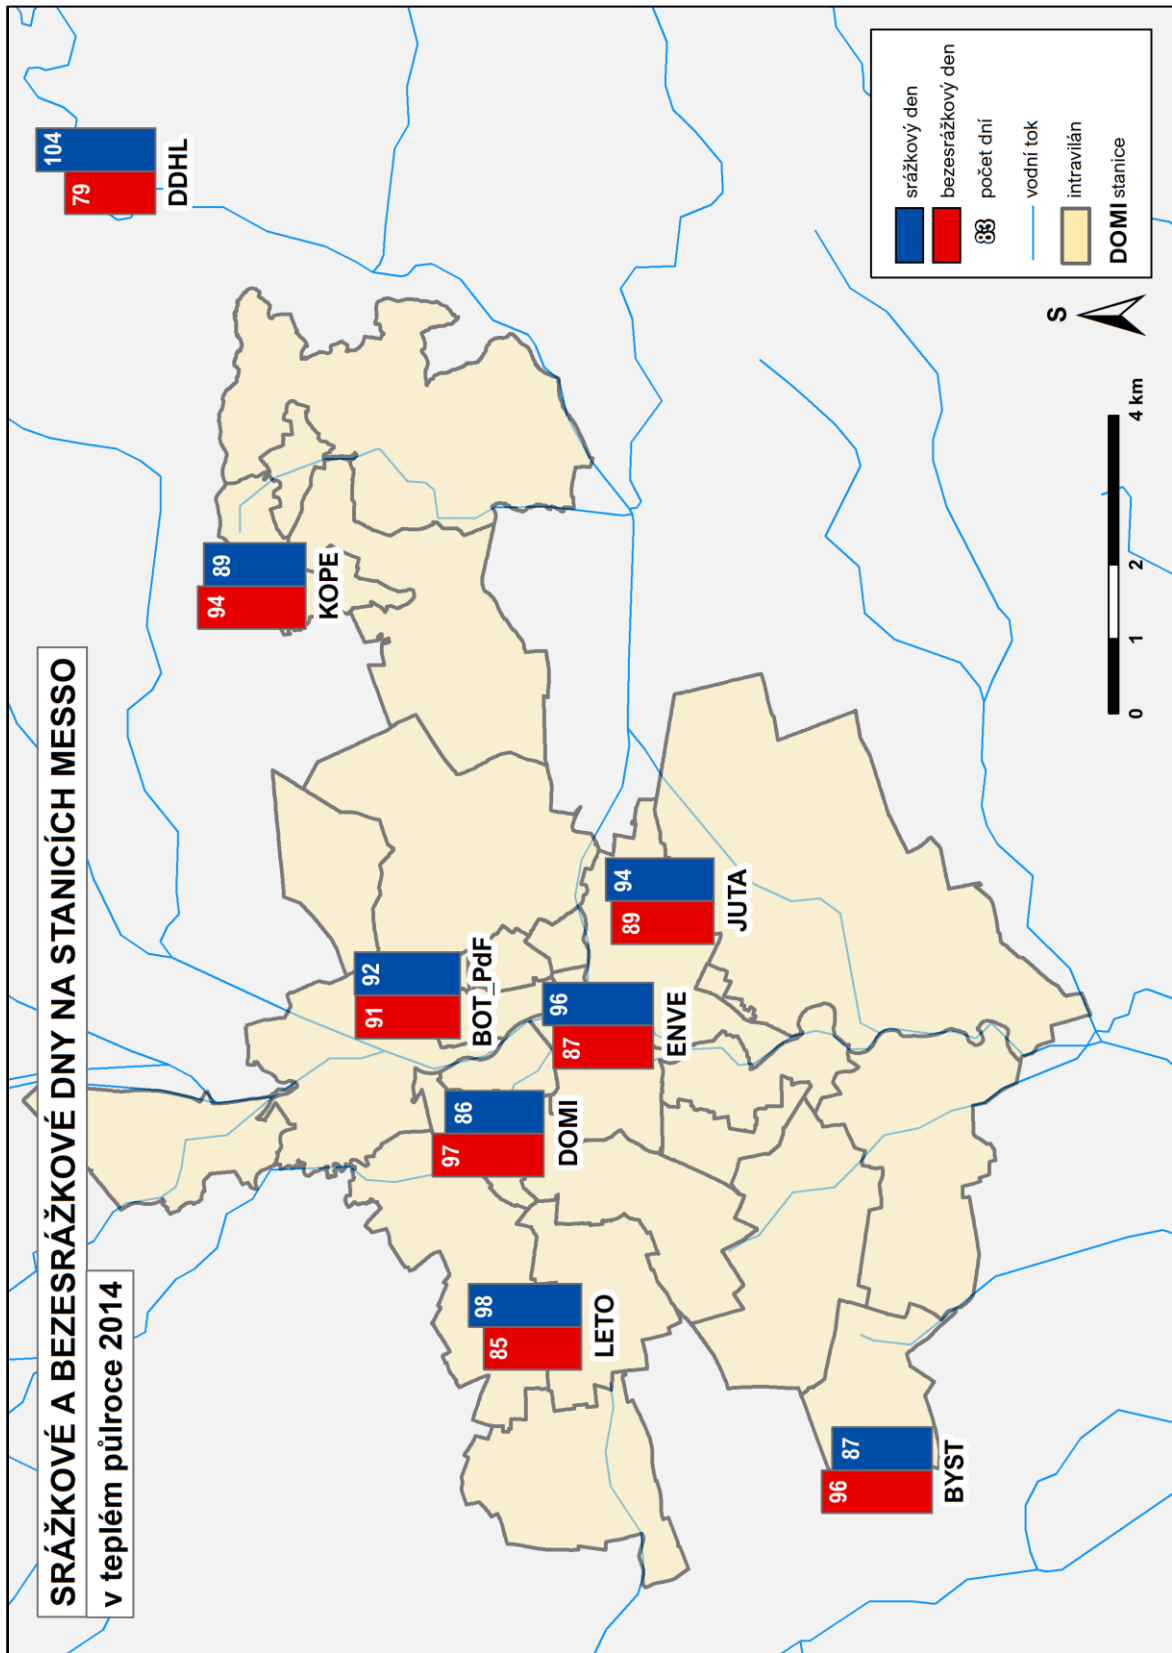 SRÁŽKOVÉ A BEZESRÁŽKOVÉ DNY NA STANICÍCH MESSO
v teplém půlroce 2014
79
104
DDHL
94
89
KOPE
91
92
BOT_PdF
97
86
DOMI
85
98
LETO
87
96
ENVE
89
94
JUTA
96
87
BYST
srážkový den
bezesrážkový den
83 počet dní
vodní tok
intravilán
DOMI stanice
S
0 1 2 4 km